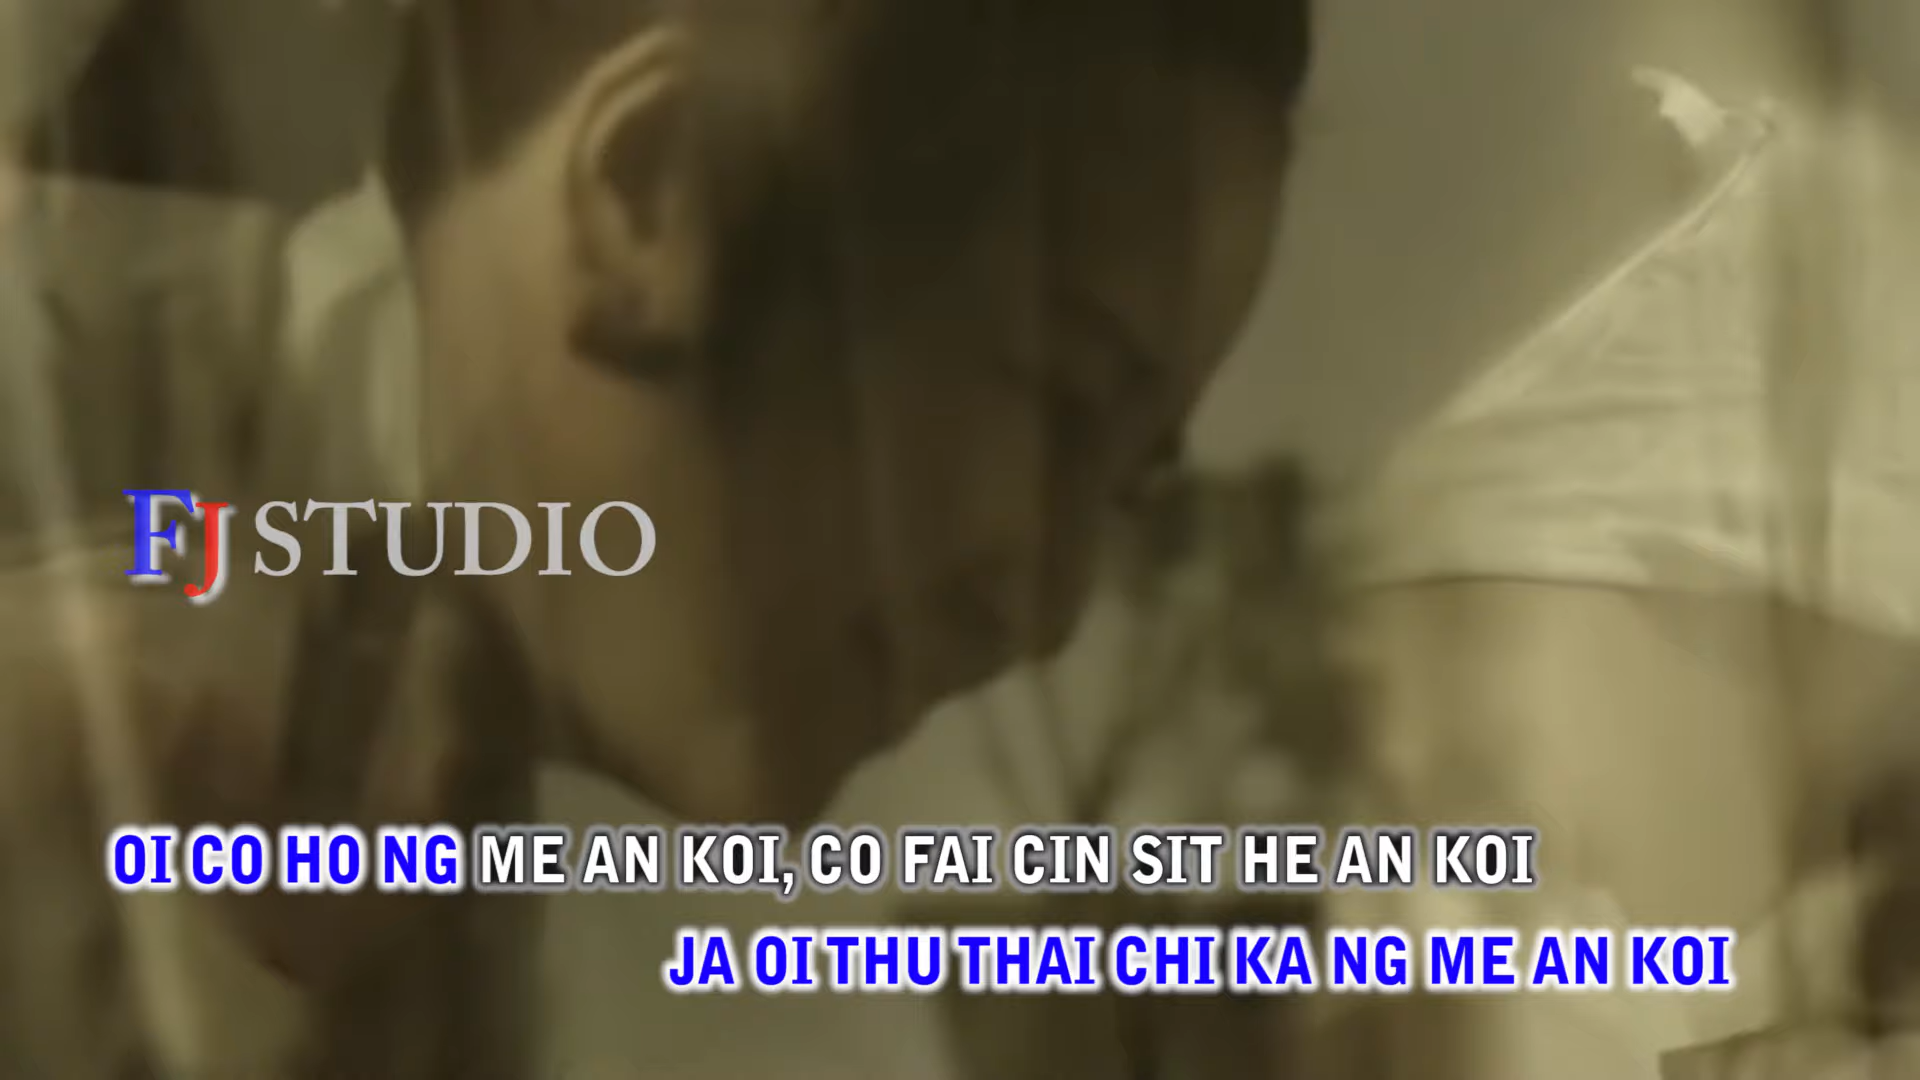 FJ STUDIO
OI CO HO NG ME AN KOI, CO FAI CIN SIT HE AN KOI
JA OI THU THAI CHI KA NG ME AN KOI